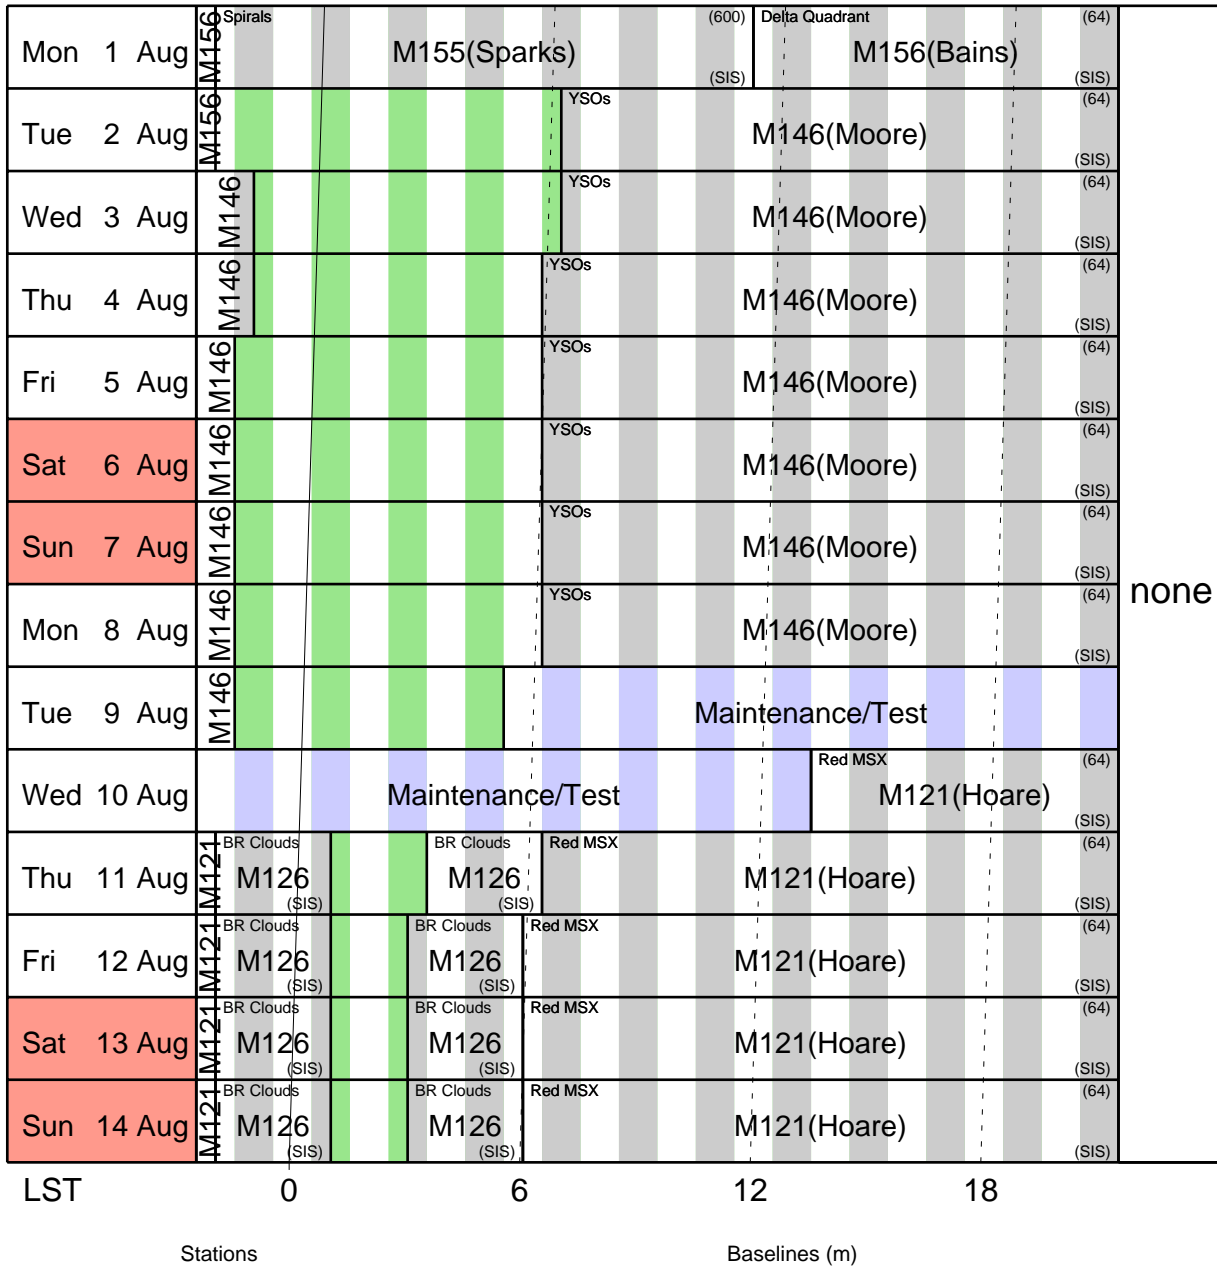 Mon 1 Aug M156 Spirals M155(Sparks) (600) (SIS) Delta Quadrant M156(Bains) (64) (SIS)
Tue 2 Aug M156 YSOs M146(Moore) (64) (SIS)
Wed 3 Aug M146 YSOs M146(Moore) (64) (SIS)
Thu 4 Aug M146 YSOs M146(Moore) (64) (SIS)
Fri 5 Aug M146 YSOs M146(Moore) (64) (SIS)
Sat 6 Aug M146 YSOs M146(Moore) (64) (SIS)
Sun 7 Aug M146 YSOs M146(Moore) (64) (SIS)
none
Mon 8 Aug M146 YSOs M146(Moore) (64) (SIS)
Tue 9 Aug M146 Maintenance/Test
Wed 10 Aug Maintenance/Test Red MSX M121(Hoare) (64) (SIS)
Thu 11 Aug M121 BR Clouds M126 (SIS) BR Clouds M126 (SIS) Red MSX M121(Hoare) (64) (SIS)
Fri 12 Aug M121 BR Clouds M126 (SIS) BR Clouds M126 (SIS) Red MSX M121(Hoare) (64) (SIS)
Sat 13 Aug M121 BR Clouds M126 (SIS) BR Clouds M126 (SIS) Red MSX M121(Hoare) (64) (SIS)
Sun 14 Aug M121 BR Clouds M126 (SIS) BR Clouds M126 (SIS) Red MSX M121(Hoare) (64) (SIS)
LST 0 6 12 18
Stations Baselines (m)